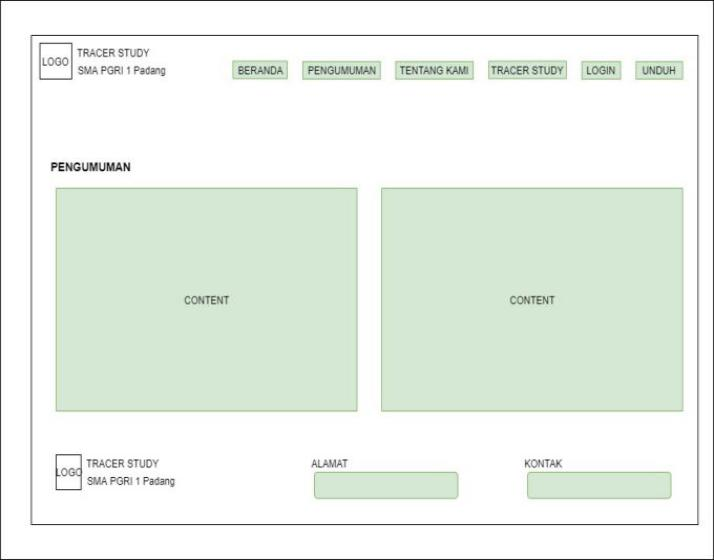 LOGO
TRACER STUDY
SMA PGRI 1 Padang
BERANDA
PENGUMUMAN
TENTANG KAMI
TRACER STUDY
LOGIN
UNDUH
PENGUMUMAN
CONTENT
CONTENT
LOGO
TRACER STUDY
SMA PGRI 1 Padang
ALAMAT
KONTAK